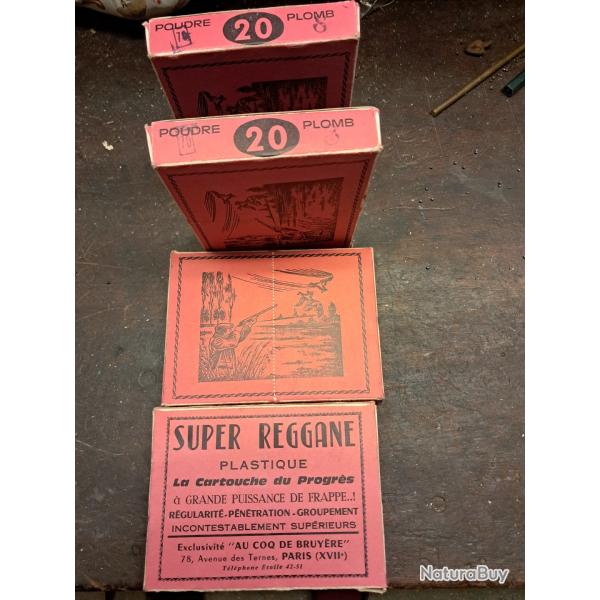 POUDRE 20 PLOMB
POUDRE 20 PLOMB
SUPER REGGANE
PLASTIQUE
La Cartouche du Progrès
à GRANDE PUISSANCE DE FRAPPE..!
RÉGULARITÉ-PÉNÉTRATION-GROUPEMENT
INCONTESTABLEMENT SUPÉRIEURS
Exclusivité "AU COQ DE BRUYÈRE"
78, Avenue des Ternes, PARIS (XVIIe)
Téléphone Etoile 42-51
NaturaBuy